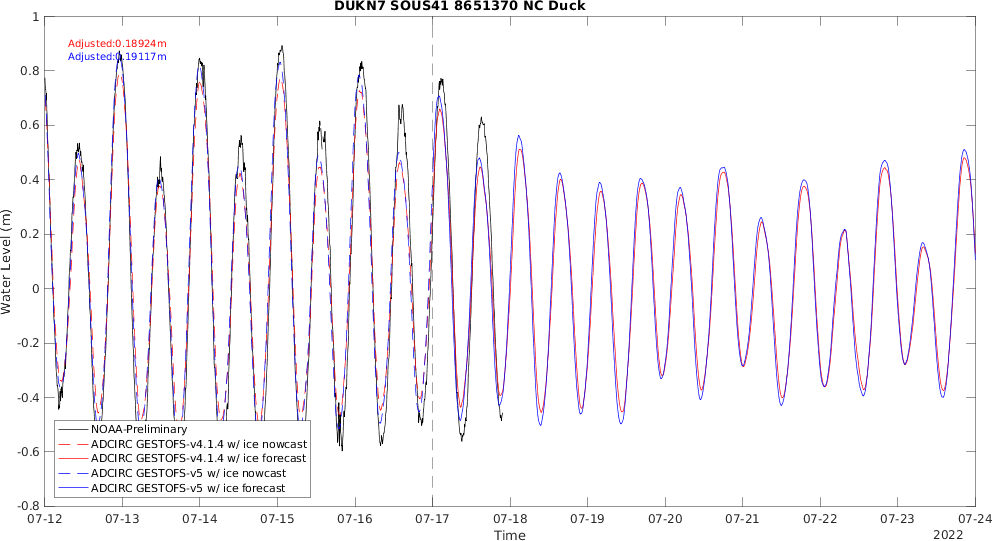 DUKN7 SOUS41 8651370 NC Duck
Adjusted:0.18924m
Adjusted:0.19117m
Water Level (m)
1
0.8
0.6
0.4
0.2
0
-0.2
-0.4
-0.6
-0.8
NOAA-Preliminary
ADCIRC GESTOFS-v4.1.4 w/ ice nowcast
ADCIRC GESTOFS-v4.1.4 w/ ice forecast
ADCIRC GESTOFS-v5 w/ ice nowcast
ADCIRC GESTOFS-v5 w/ ice forecast
07-12 07-13 07-14 07-15 07-16 07-17 07-18 07-19 07-20 07-21 07-22 07-23 07-24
Time
2022